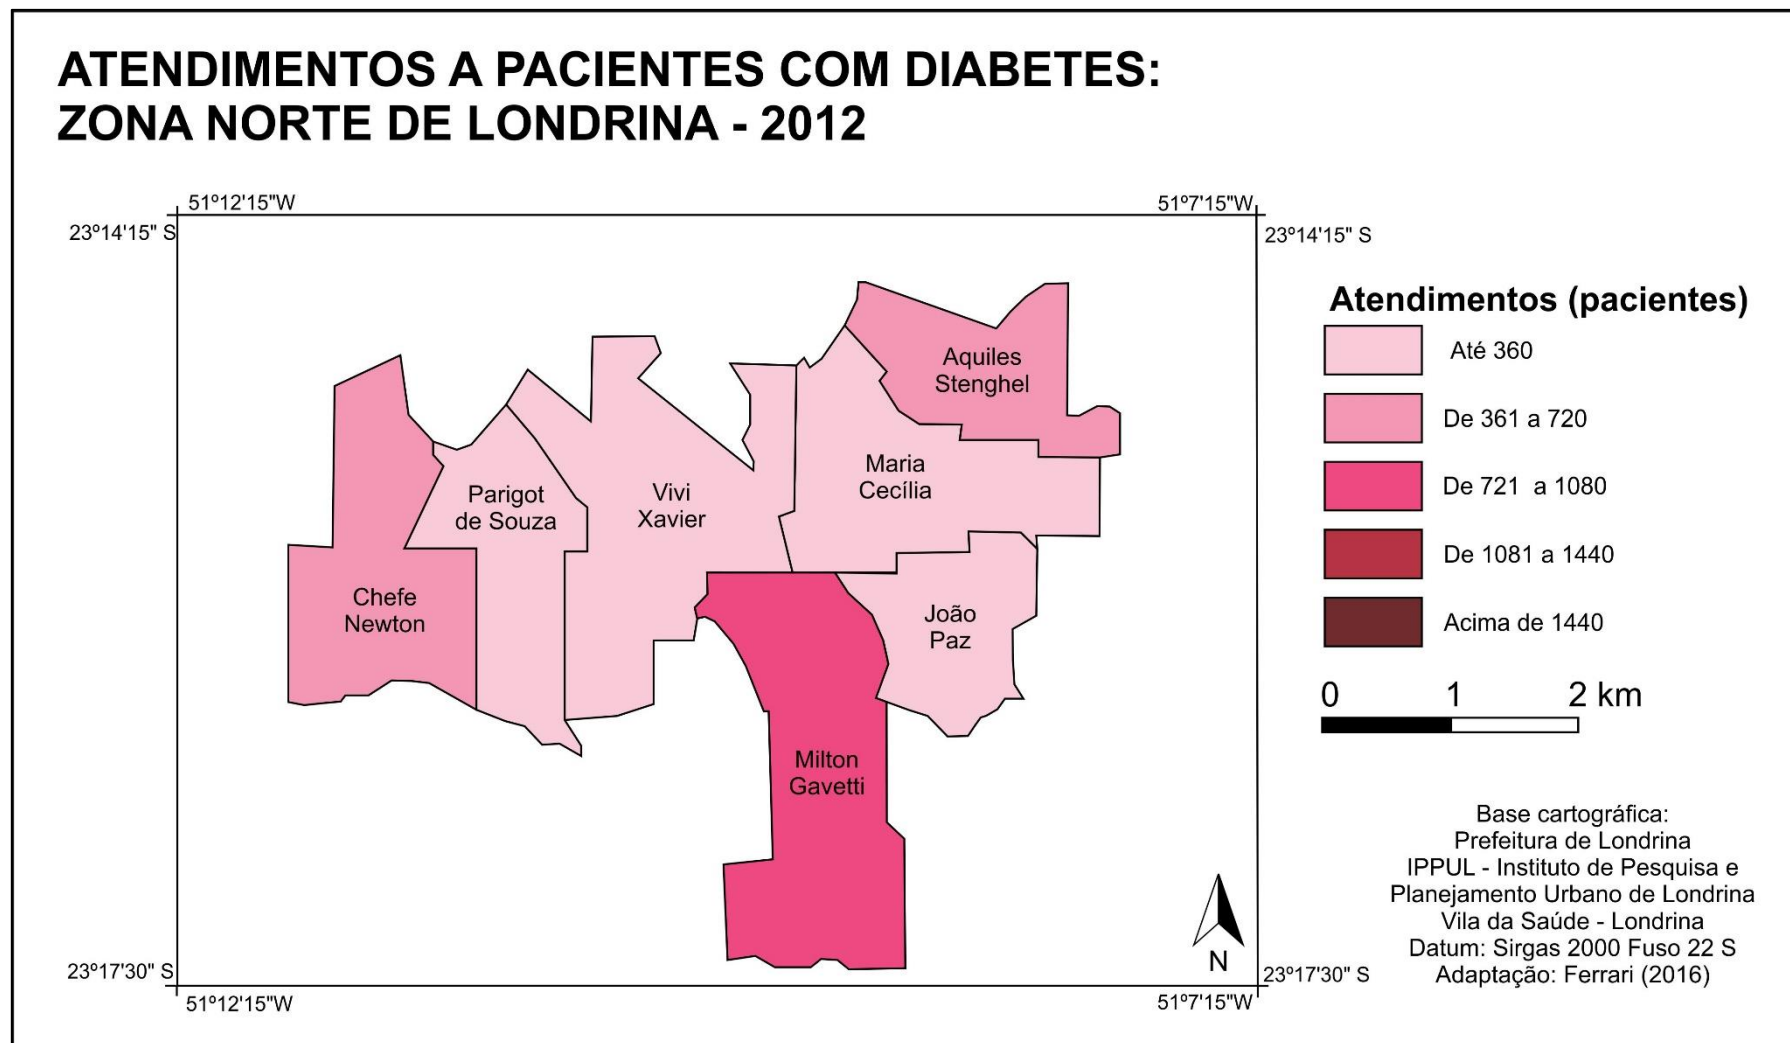 ATENDIMENTOS A PACIENTES COM DIABETES:
ZONA NORTE DE LONDRINA - 2012
51º12'15"W
51º7'15"W
23º14'15" S
23º14'15" S
Aquiles
Stenghel
Maria
Cecília
Parigot
de Souza
Vivi
Xavier
Chefe
Newton
João
Paz
Milton
Gavetti
Atendimentos (pacientes)
Até 360
De 361 a 720
De 721 a 1080
De 1081 a 1440
Acima de 1440
0 1 2 km
Base cartográfica:
Prefeitura de Londrina
IPPUL - Instituto de Pesquisa e
Planejamento Urbano de Londrina
Vila da Saúde - Londrina
Datum: Sirgas 2000 Fuso 22 S
Adaptação: Ferrari (2016)
N
23º17'30" S
23º17'30" S
51º12'15"W
51º7'15"W